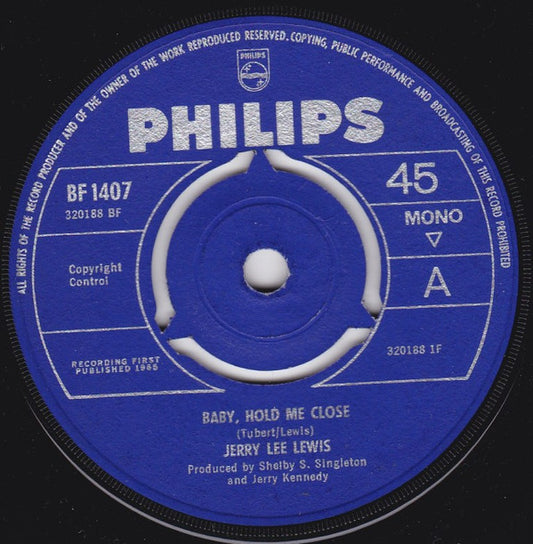 ALL RIGHTS OF THE RECORD PRODUCER AND OF THE OWNER OF THE WORK REPRODUCED RESERVED. COPYING, PUBLIC PERFORMANCE AND BROADCASTING OF THIS RECORD PROHIBITED
PHILIPS
PHILIPS
BF 1407
320188 BF
45
MONO
A
Copyright
Control
320188 1F
RECORDING FIRST
PUBLISHED 1965
BABY, HOLD ME CLOSE
(Tubert/Lewis)
JERRY LEE LEWIS
Produced by Shelby S. Singleton
and Jerry Kennedy